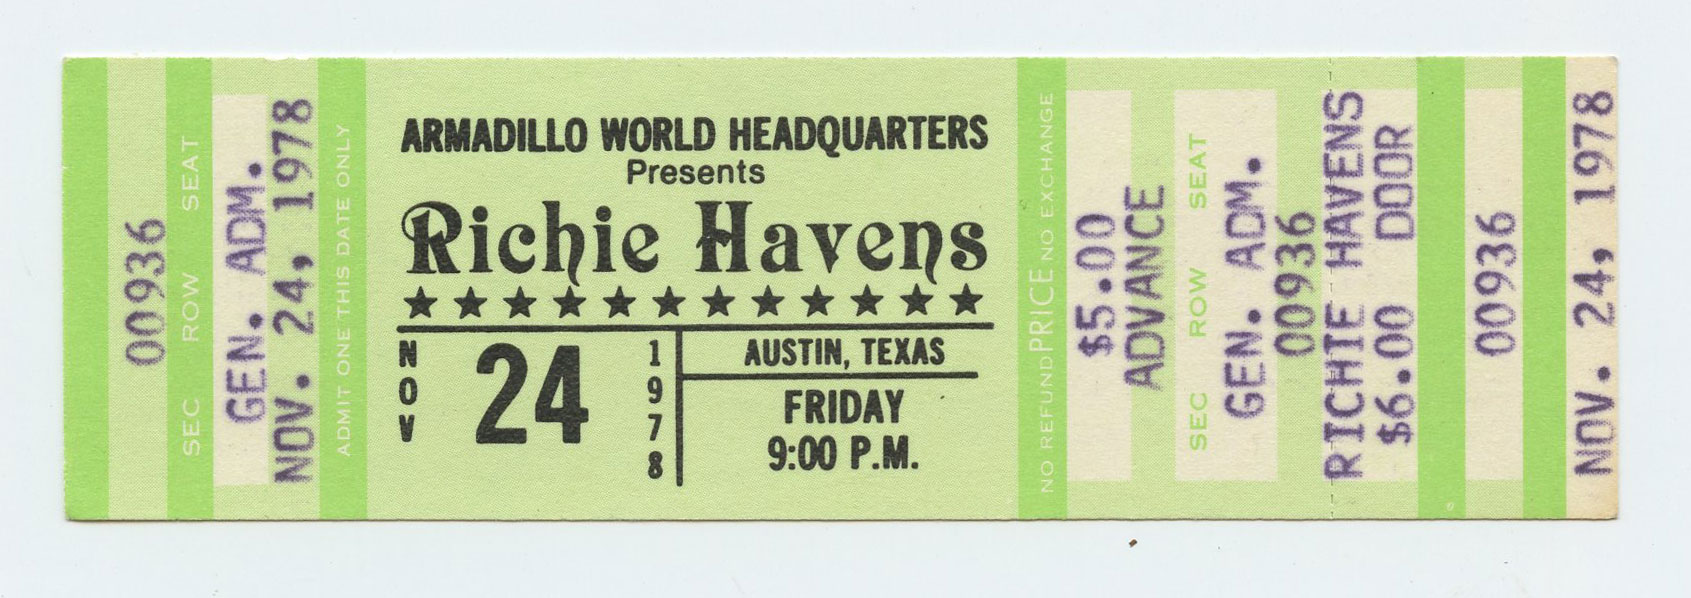 00936
SEC ROW SEAT
GEN. ADM.
NOV. 24, 1978
ADMIT ONE THIS DATE ONLY
ARMADILLO WORLD HEADQUARTERS
Presents
Richie Havens
NOV 24 1978
AUSTIN, TEXAS
FRIDAY
9:00 P.M.
NO REFUND PRICE NO EXCHANGE
$5.00
ADVANCE
SEC ROW SEAT
GEN. ADM.
00936
RICHIE HAVENS
$6.00 DOOR
00936
NOV. 24, 1978